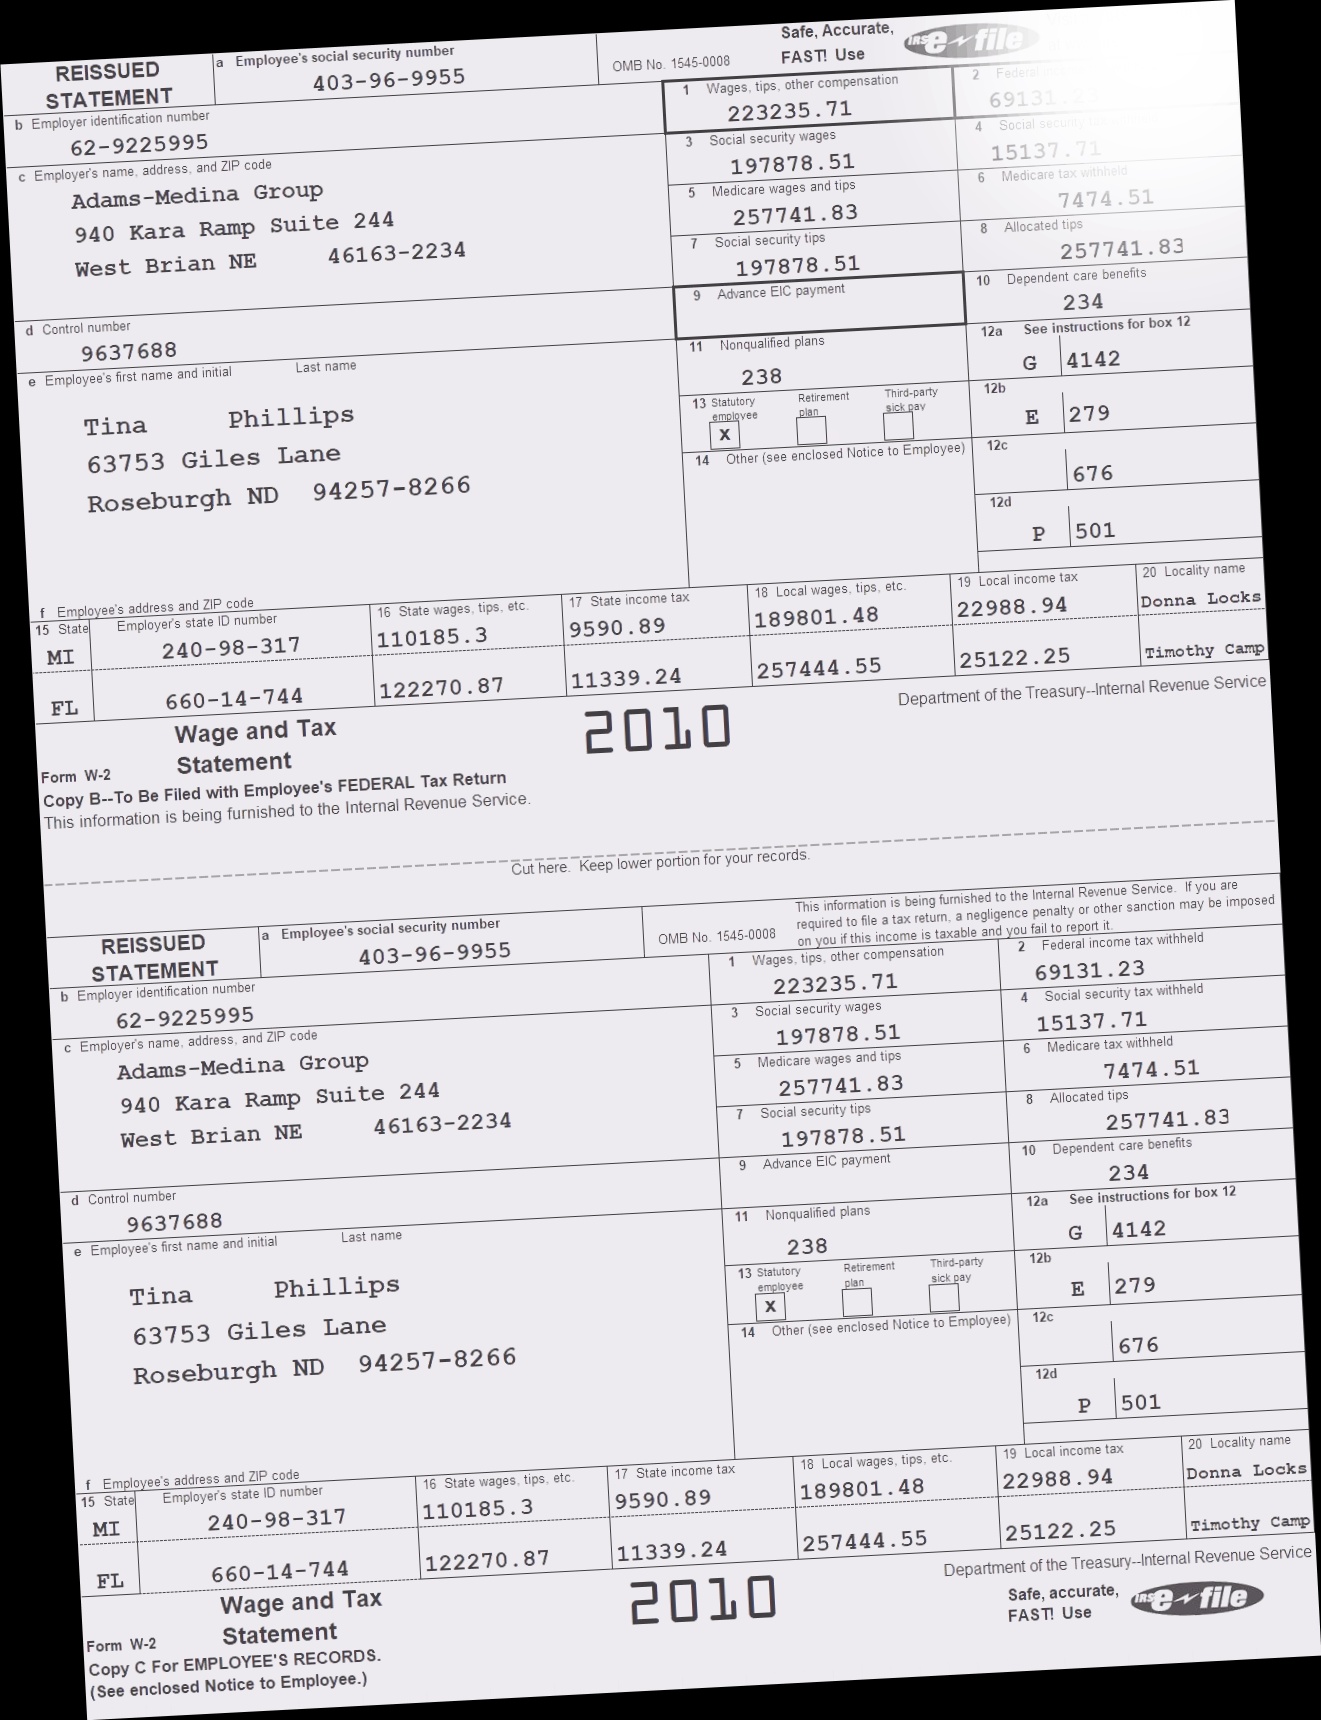 REISSUED STATEMENT
a Employee's social security number
403-96-9955
OMB No. 1545-0008
Safe, Accurate,
FAST! Use
IRS e-file
b Employer identification number
62-9225995
1 Wages, tips, other compensation
223235.71
2 Federal
69131.23
c Employer's name, address, and ZIP code
Adams-Medina Group
940 Kara Ramp Suite 244
West Brian NE 46163-2234
3 Social security wages
197878.51
4 Social security
15137.71
5 Medicare wages and tips
257741.83
6 Medicare tax withheld
7474.51
7 Social security tips
197878.51
8 Allocated tips
257741.83
d Control number
9637688
9 Advance EIC payment
10 Dependent care benefits
234
e Employee's first name and initial Last name
Tina Phillips
63753 Giles Lane
Roseburgh ND 94257-8266
11 Nonqualified plans
238
12a See instructions for box 12
G 4142
13 Statutory employee Retirement plan Third-party sick pay
X
12b
E 279
14 Other (see enclosed Notice to Employee)
12c
676
12d
P 501
f Employee's address and ZIP code
15 State Employer's state ID number
16 State wages, tips, etc.
17 State income tax
18 Local wages, tips, etc.
19 Local income tax
20 Locality name
MI 240-98-317 110185.3 9590.89 189801.48 22988.94 Donna Locks
FL 660-14-744 122270.87 11339.24 257444.55 25122.25 Timothy Camp
Form W-2 Wage and Tax Statement
2010
Department of the Treasury--Internal Revenue Service
Copy B--To Be Filed with Employee's FEDERAL Tax Return
This information is being furnished to the Internal Revenue Service.
Cut here. Keep lower portion for your records.
REISSUED STATEMENT
a Employee's social security number
403-96-9955
OMB No. 1545-0008
This information is being furnished to the Internal Revenue Service. If you are
required to file a tax return, a negligence penalty or other sanction may be imposed
on you if this income is taxable and you fail to report it.
b Employer identification number
62-9225995
1 Wages, tips, other compensation
223235.71
2 Federal income tax withheld
69131.23
c Employer's name, address, and ZIP code
Adams-Medina Group
940 Kara Ramp Suite 244
West Brian NE 46163-2234
3 Social security wages
197878.51
4 Social security tax withheld
15137.71
5 Medicare wages and tips
257741.83
6 Medicare tax withheld
7474.51
7 Social security tips
197878.51
8 Allocated tips
257741.83
d Control number
9637688
9 Advance EIC payment
10 Dependent care benefits
234
e Employee's first name and initial Last name
Tina Phillips
63753 Giles Lane
Roseburgh ND 94257-8266
11 Nonqualified plans
238
12a See instructions for box 12
G 4142
13 Statutory employee Retirement plan Third-party sick pay
X
12b
E 279
14 Other (see enclosed Notice to Employee)
12c
676
12d
P 501
f Employee's address and ZIP code
15 State Employer's state ID number
16 State wages, tips, etc.
17 State income tax
18 Local wages, tips, etc.
19 Local income tax
20 Locality name
MI 240-98-317 110185.3 9590.89 189801.48 22988.94 Donna Locks
FL 660-14-744 122270.87 11339.24 257444.55 25122.25 Timothy Camp
Form W-2 Wage and Tax Statement
2010
Department of the Treasury--Internal Revenue Service
Safe, accurate,
FAST! Use
IRS e-file
Copy C For EMPLOYEE'S RECORDS.
(See enclosed Notice to Employee.)